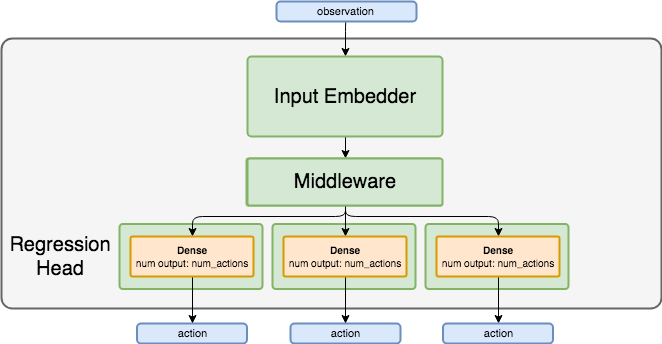 observation
Input Embedder
Middleware
Regression
Head
Dense
num output: num_actions
Dense
num output: num_actions
Dense
num output: num_actions
action
action
action